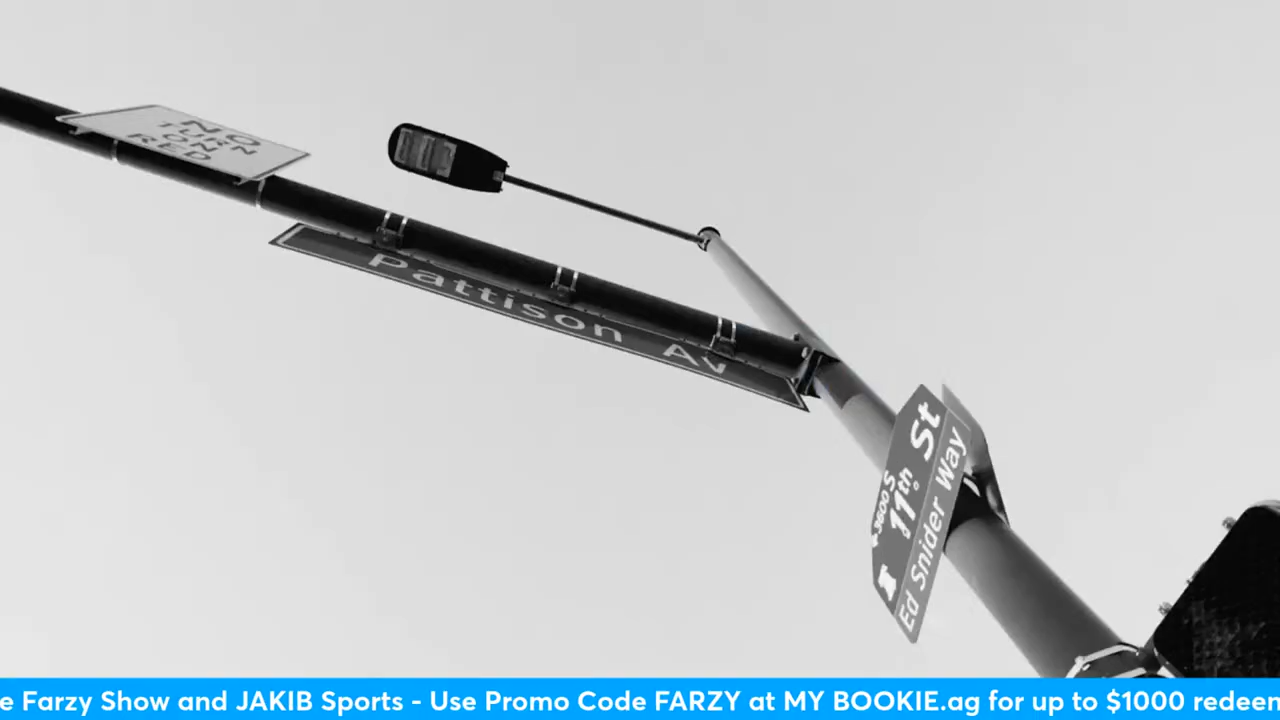 NO
TURN
ON
RED
Pattison Av
3600 S
11th St
Ed Snider Way
e Farzy Show and JAKIB Sports - Use Promo Code FARZY at MY BOOKIE.ag for up to $1000 redeem